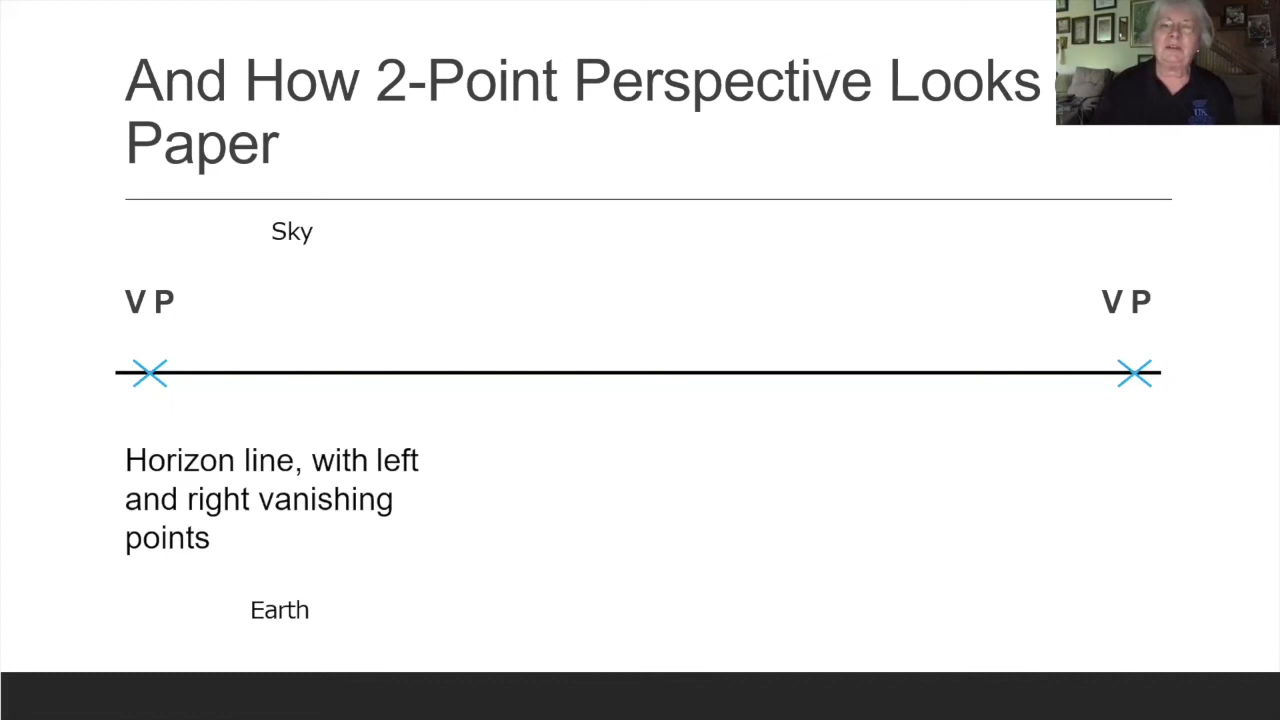 And How 2-Point Perspective Looks
Paper
Sky
V P
V P
Horizon line, with left
and right vanishing
points
Earth